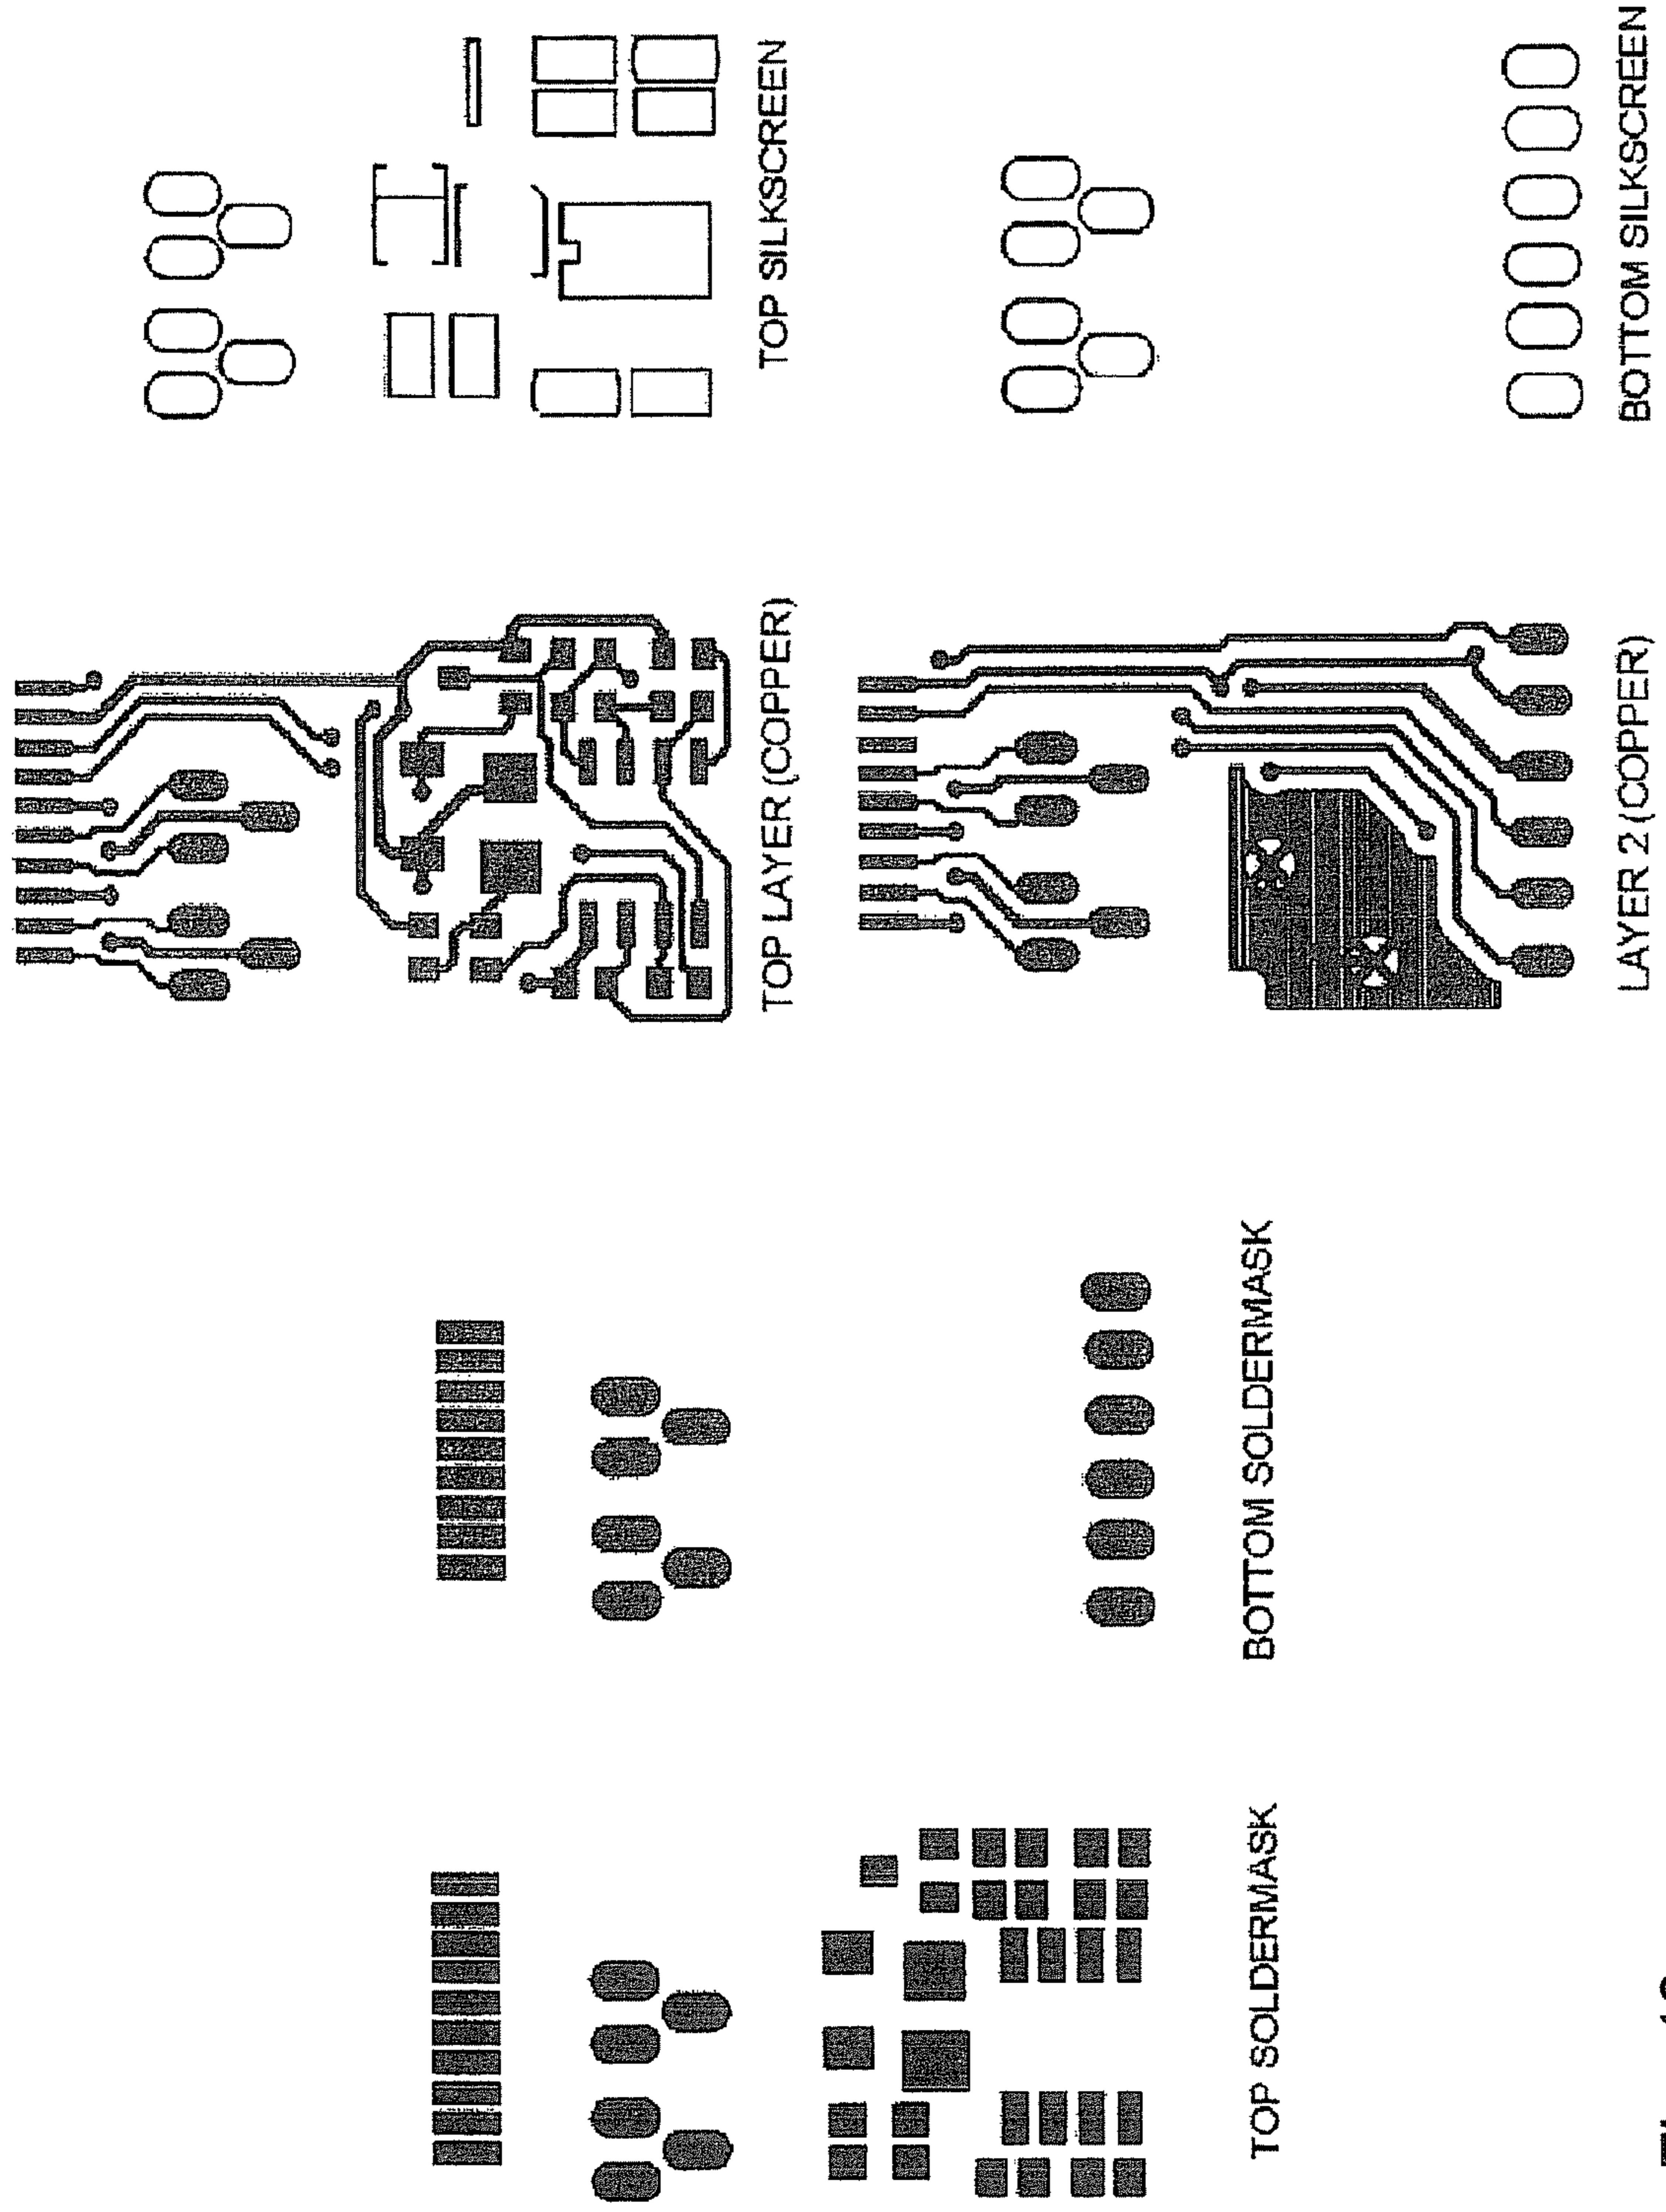 TOP SOLDERMASK
BOTTOM SOLDERMASK
TOP LAYER (COPPER)
LAYER 2 (COPPER)
TOP SILKSCREEN
BOTTOM SILKSCREEN